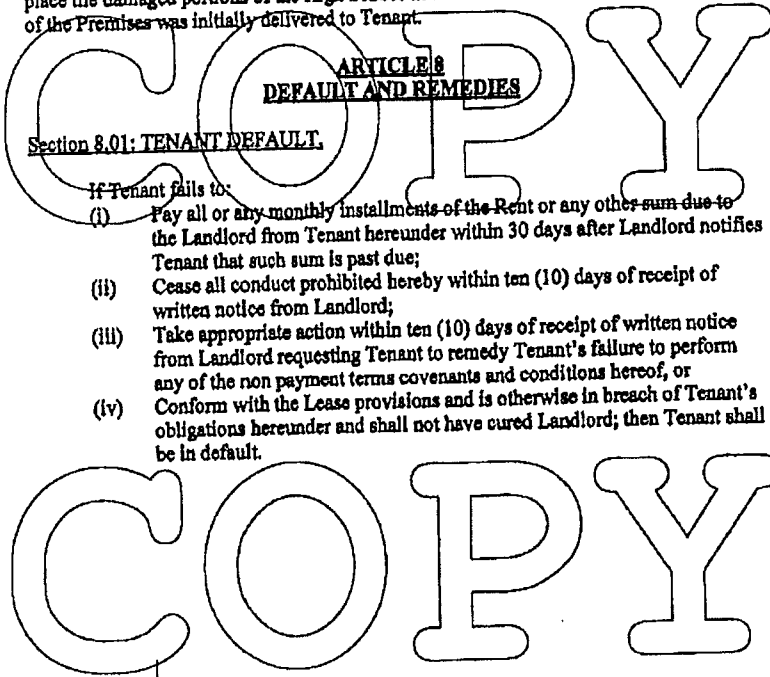 of the Premises was initially delivered to Tenant.
ARTICLE 8
DEFAULT AND REMEDIES
Section 8.01: TENANT DEFAULT.
If Tenant fails to:
(i) Pay all or any monthly installments of the Rent or any other sum due to
the Landlord from Tenant hereunder within 30 days after Landlord notifies
Tenant that such sum is past due;
(ii) Cease all conduct prohibited hereby within ten (10) days of receipt of
written notice from Landlord;
(iii) Take appropriate action within ten (10) days of receipt of written notice
from Landlord requesting Tenant to remedy Tenant's failure to perform
any of the non payment terms covenants and conditions hereof, or
(iv) Conform with the Lease provisions and is otherwise in breach of Tenant's
obligations hereunder and shall not have cured Landlord; then Tenant shall
be in default.
COPY
COPY